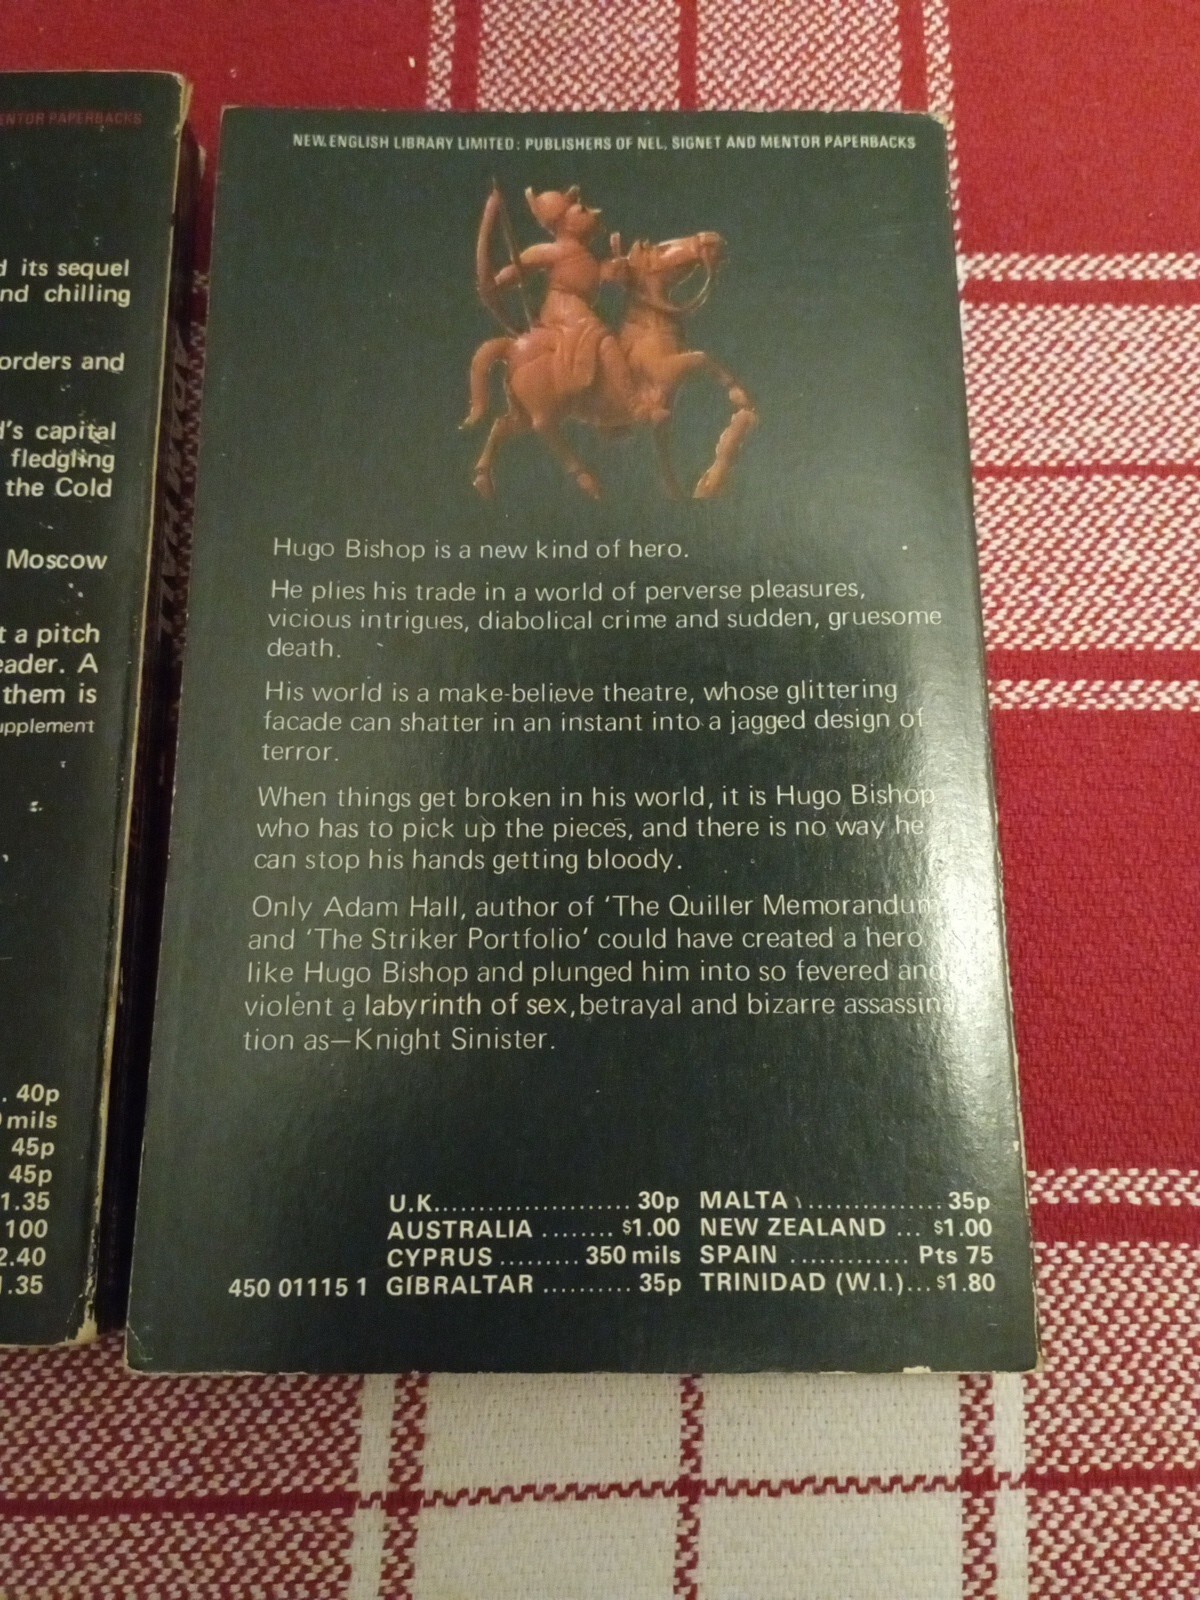 ENTOR PAPERBACKS
its sequel
nd chilling
orders and
's capital
fledgling
the Cold
Moscow
t a pitch
eader. A
them is
upplement
. 40p
mils
45p
45p
1.35
100
2.40
1.35
NEW ENGLISH LIBRARY LIMITED: PUBLISHERS OF NEL, SIGNET AND MENTOR PAPERBACKS
Hugo Bishop is a new kind of hero.
He plies his trade in a world of perverse pleasures,
vicious intrigues, diabolical crime and sudden, gruesome
death.
His world is a make-believe theatre, whose glittering
facade can shatter in an instant into a jagged design of
terror.
When things get broken in his world, it is Hugo Bishop
who has to pick up the pieces, and there is no way he
can stop his hands getting bloody.
Only Adam Hall, author of 'The Quiller Memorandum'
and 'The Striker Portfolio' could have created a hero
like Hugo Bishop and plunged him into so fevered and
violent a labyrinth of sex, betrayal and bizarre assassina-
tion as—Knight Sinister.
U.K...................... 30p MALTA ............... 35p
AUSTRALIA ........ $1.00 NEW ZEALAND ... $1.00
CYPRUS ......... 350 mils SPAIN ............. Pts 75
450 01115 1 GIBRALTAR .......... 35p TRINIDAD (W.I.)... $1.80
ADAM HALL